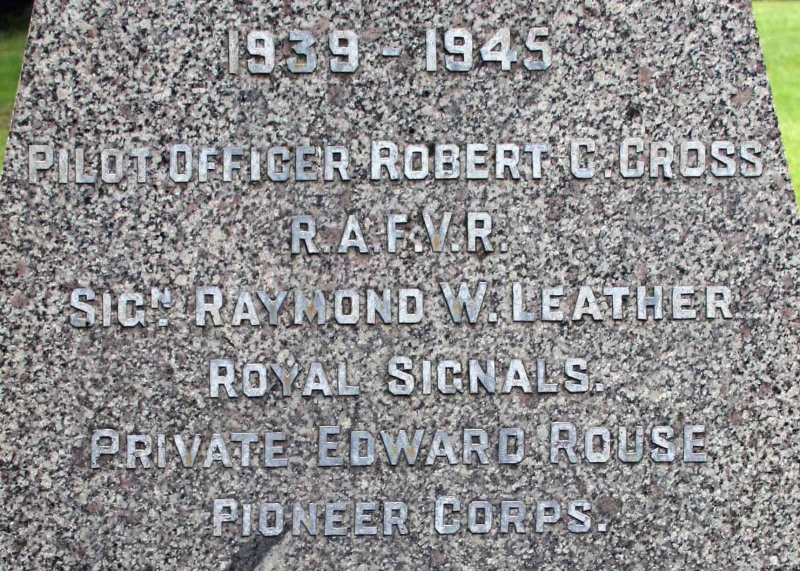 1939 - 1945
PILOT OFFICER ROBERT C. CROSS
R.A.F.V.R.
SIGN. RAYMOND W. LEATHER
ROYAL SIGNALS.
PRIVATE EDWARD ROUSE
PIONEER CORPS.